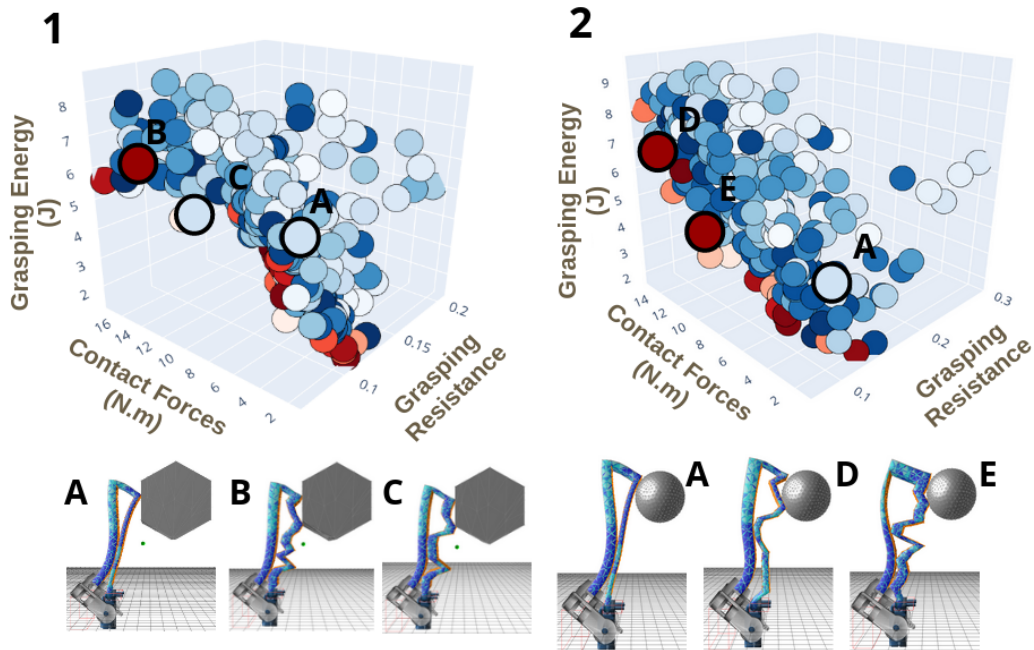 1
Grasping Energy
(J)
8
7
6
5
4
3
2
B
C
A
16
14
12
10
8
6
4
2
Contact Forces
(N.m)
0.2
0.15
0.1
Grasping
Resistance
2
Grasping Energy
(J)
9
8
7
6
5
4
3
2
D
E
A
14
12
10
8
6
4
2
Contact Forces
(N.m)
0.3
0.2
0.1
Grasping
Resistance
A
B
C
A
D
E